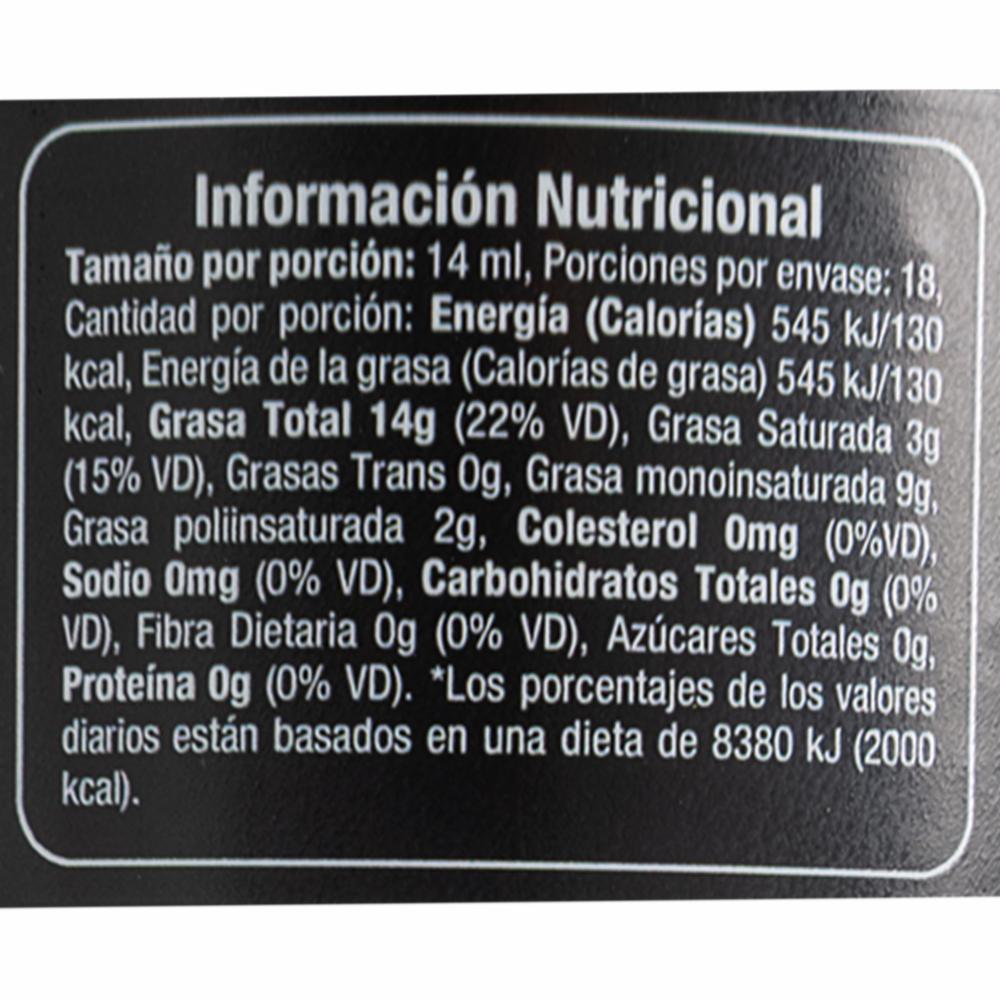 Información Nutricional
Tamaño por porción: 14 ml, Porciones por envase: 18,
Cantidad por porción: Energía (Calorías) 545 kJ/130
kcal, Energía de la grasa (Calorías de grasa) 545 kJ/130
kcal, Grasa Total 14g (22% VD), Grasa Saturada 3g
(15% VD), Grasas Trans 0g, Grasa monoinsaturada 9g,
Grasa poliinsaturada 2g, Colesterol 0mg (0%VD),
Sodio 0mg (0% VD), Carbohidratos Totales 0g (0%
VD), Fibra Dietaria 0g (0% VD), Azúcares Totales 0g,
Proteína 0g (0% VD). *Los porcentajes de los valores
diarios están basados en una dieta de 8380 kJ (2000
kcal).